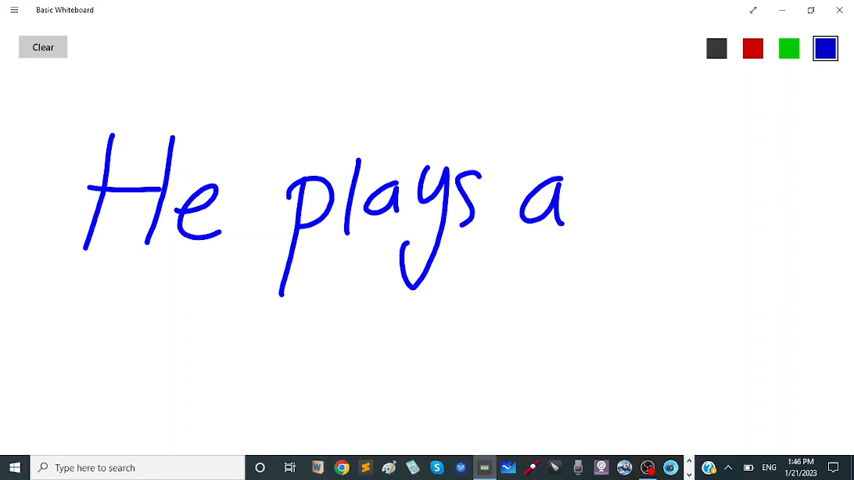 Basic Whiteboard
Clear
He plays a
Type here to search
ENG
1:46 PM
1/21/2023